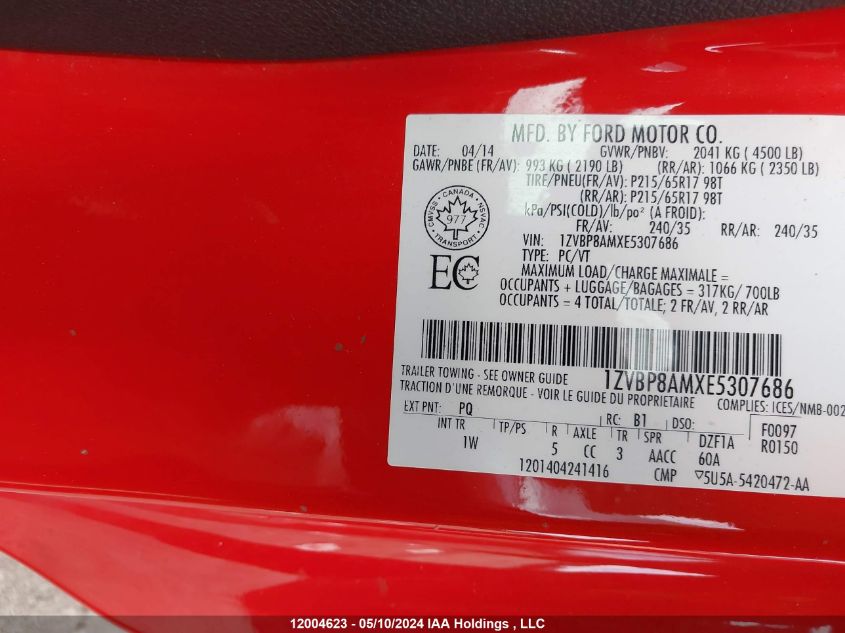 MFD. BY FORD MOTOR CO.
DATE: 04/14 GVWR/PNBV: 2041 KG ( 4500 LB)
GAWR/PNBE (FR/AV): 993 KG ( 2190 LB) (RR/AR): 1066 KG ( 2350 LB)
TIRE/PNEU(FR/AV): P215/65R17 98T
(RR/AR): P215/65R17 98T
kPa/PSI(COLD)/lb/po² (A FROID):
FR/AV: 240/35 RR/AR: 240/35
CMVSS CANADA NSVAC
977
TRANSPORT
VIN: 1ZVBP8AMXE5307686
TYPE: PC/VT
EC
MAXIMUM LOAD/CHARGE MAXIMALE =
OCCUPANTS + LUGGAGE/BAGAGES = 317KG/ 700LB
OCCUPANTS = 4 TOTAL/TOTALE; 2 FR/AV, 2 RR/AR
TRAILER TOWING - SEE OWNER GUIDE 1ZVBP8AMXE5307686
TRACTION D'UNE REMORQUE - VOIR LE GUIDE DU PROPRIETAIRE COMPLIES: ICES/NMB-002
EXT PNT: PQ RC: B1 DSO: F0097
INT TR TP/PS R AXLE TR SPR DZF1A R0150
1W 5 CC 3 AACC 60A
1201404241416 CMP ▽5U5A-5420472-AA
12004623 - 05/10/2024 IAA Holdings , LLC